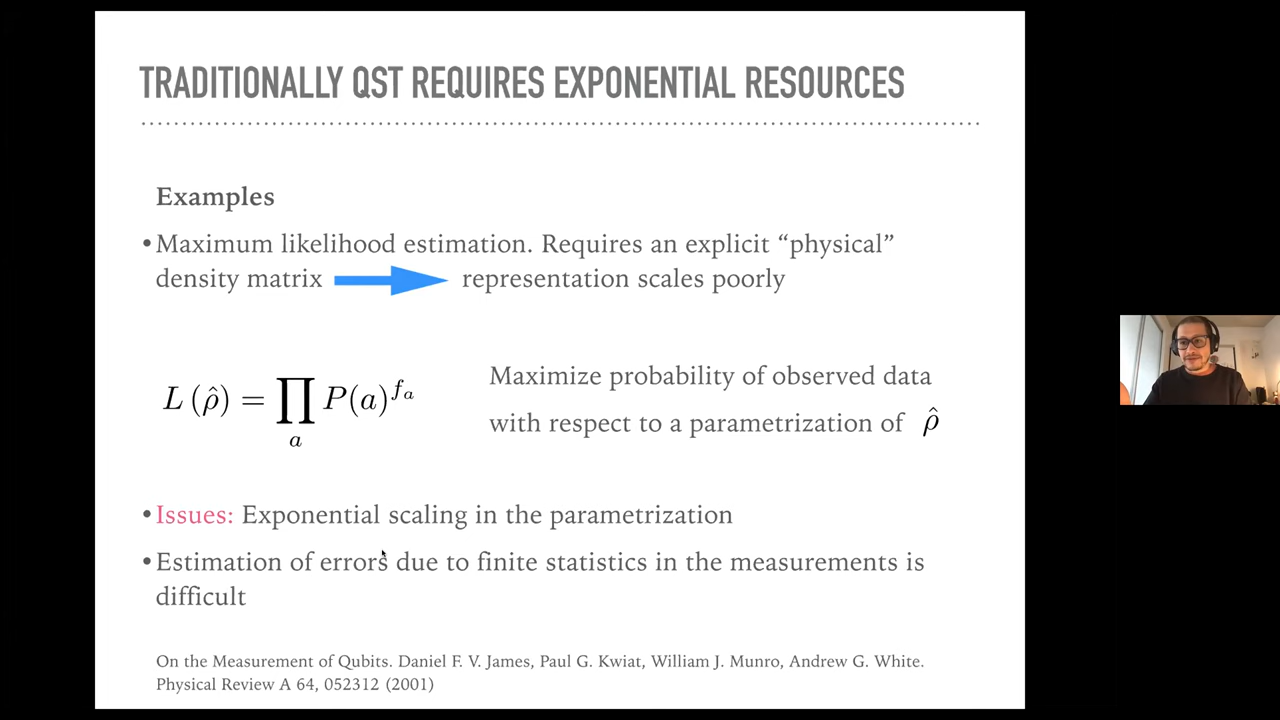 TRADITIONALLY QST REQUIRES EXPONENTIAL RESOURCES
Examples
•Maximum likelihood estimation. Requires an explicit “physical”
density matrix representation scales poorly
L(ρ̂) = ∏ₐ P(a)^{fₐ}
Maximize probability of observed data
with respect to a parametrization of ρ̂
•Issues: Exponential scaling in the parametrization
•Estimation of errors due to finite statistics in the measurements is
difficult
On the Measurement of Qubits. Daniel F. V. James, Paul G. Kwiat, William J. Munro, Andrew G. White.
Physical Review A 64, 052312 (2001)